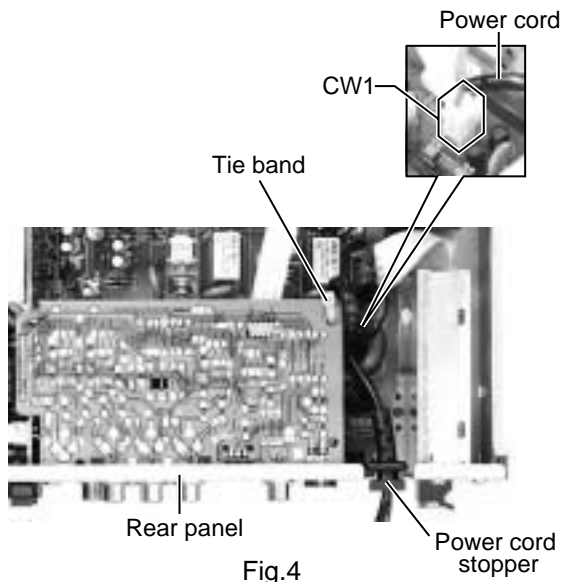 Power cord
CW1
Tie band
Rear panel
Power cord
stopper
Fig.4